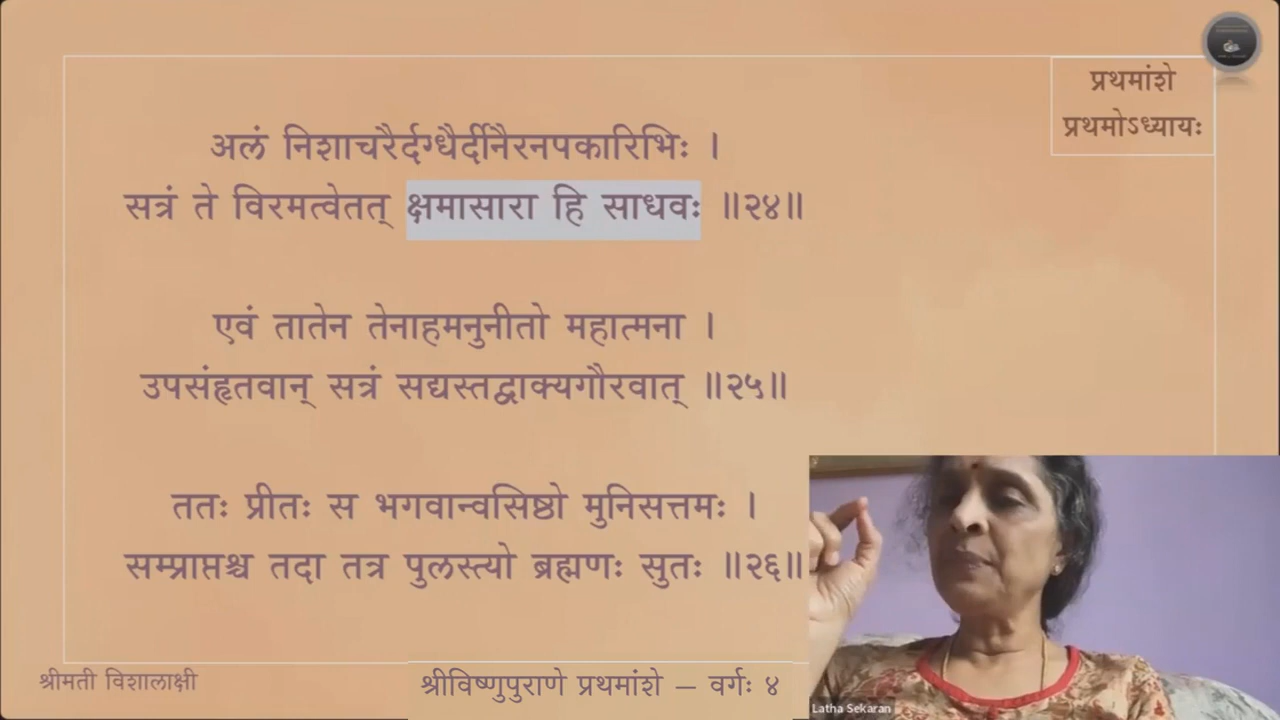 प्रथमांशे
प्रथमोऽध्यायः
अलं निशाचरैर्दग्धैर्दीनैरनपकारिभिः ।
सत्रं ते विरमत्वेतत् क्षमासारा हि साधवः ॥२४॥
एवं तातेन तेनाहमनुनीतो महात्मना ।
उपसंहृतवान् सत्रं सद्यस्तद्वाक्यगौरवात् ॥२५॥
ततः प्रीतः स भगवान्वसिष्ठो मुनिसत्तमः ।
सम्प्राप्तश्च तदा तत्र पुलस्त्यो ब्रह्मणः सुतः ॥२६॥
श्रीमती विशालाक्षी
श्रीविष्णुपुराणे प्रथमांशे – वर्गः ४
Latha Sekaran